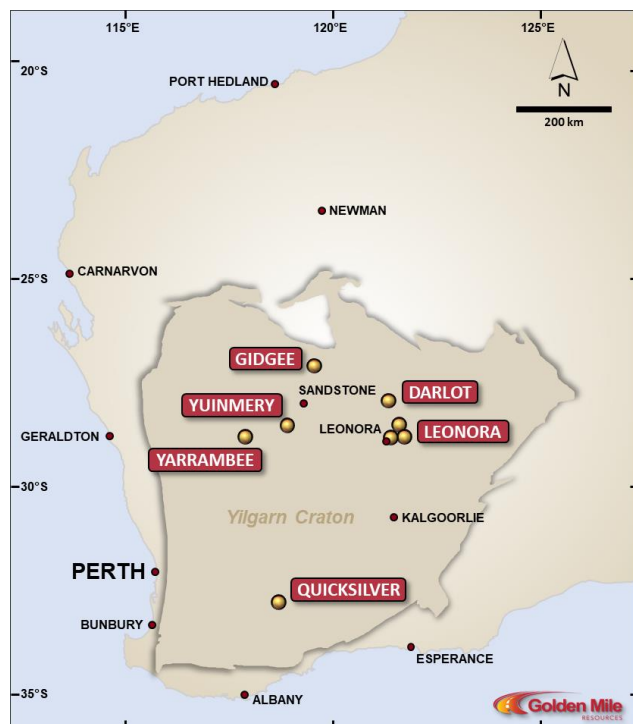 115°E
120°E
125°E
20°S
PORT HEDLAND
N
200 km
NEWMAN
CARNARVON
25°S
GIDGEE
SANDSTONE
DARLOT
YUINMERY
LEONORA
LEONORA
GERALDTON
YARRAMBEE
30°S
Yilgarn Craton
KALGOORLIE
PERTH
QUICKSILVER
BUNBURY
ESPERANCE
35°S
ALBANY
Golden Mile
RESOURCES